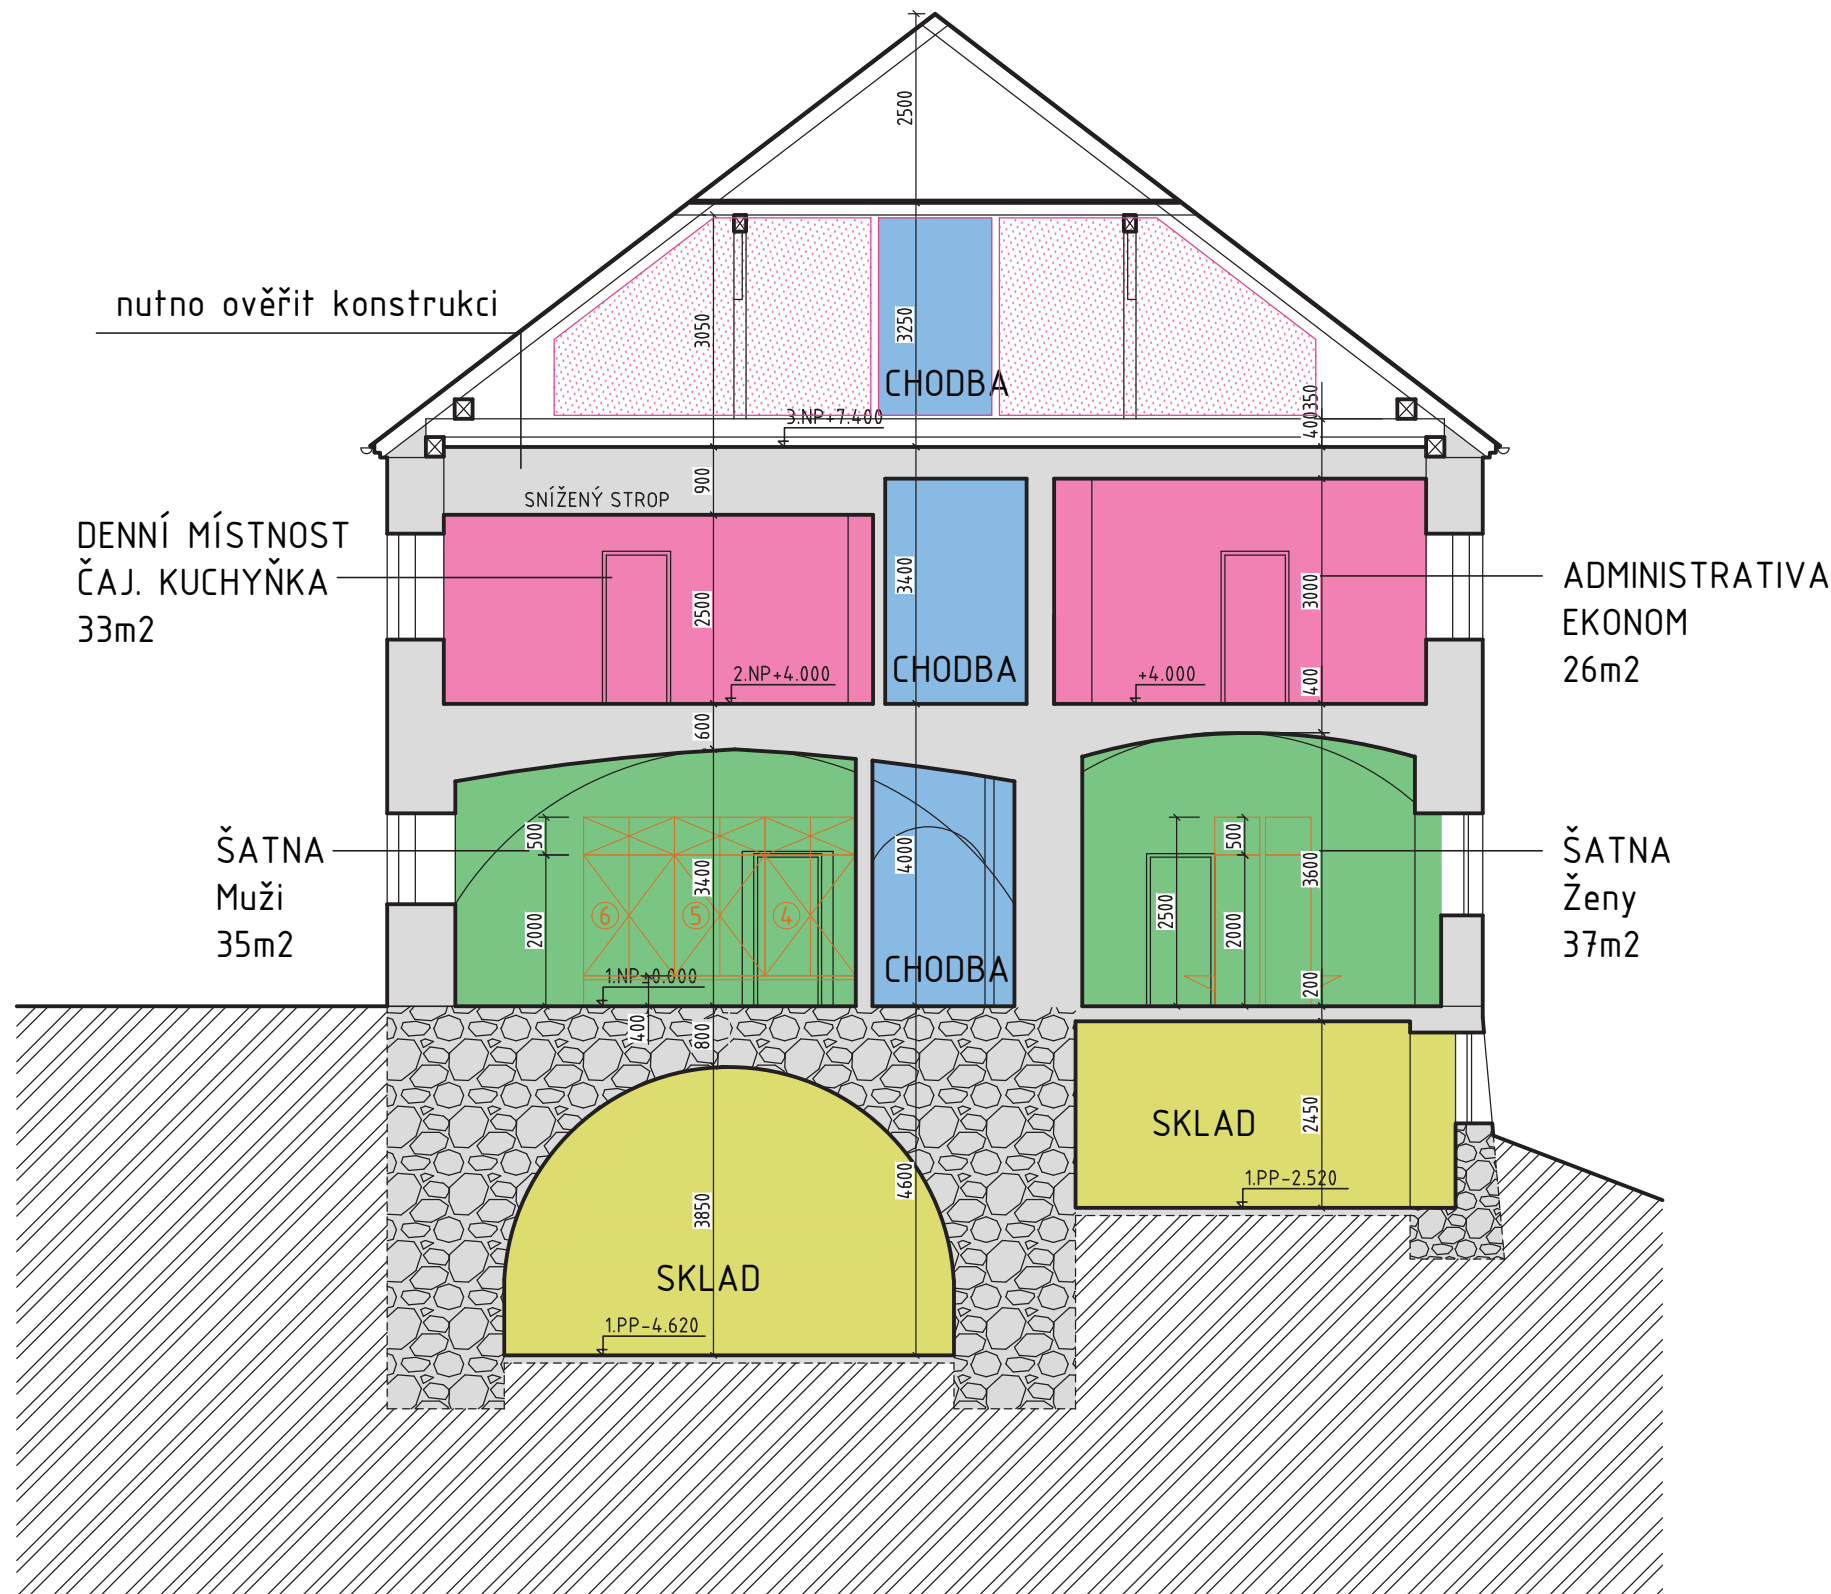 2500
nutno ověřit konstrukci
3050
3250
CHODBA
350
400
3.NP+7.400
900
SNÍŽENÝ STROP
DENNÍ MÍSTNOST
ČAJ. KUCHYŇKA
33m2
2500
3400
3000
ADMINISTRATIVA
EKONOM
26m2
2.NP+4.000
CHODBA
+4.000
400
600
ŠATNA
Muži
35m2
500
3400
4000
500
3600
ŠATNA
Ženy
37m2
2000
6
5
4
2500
2000
1.NP±0.000
CHODBA
200
400
800
SKLAD
2450
1.PP-2.520
3850
4600
SKLAD
1.PP-4.620